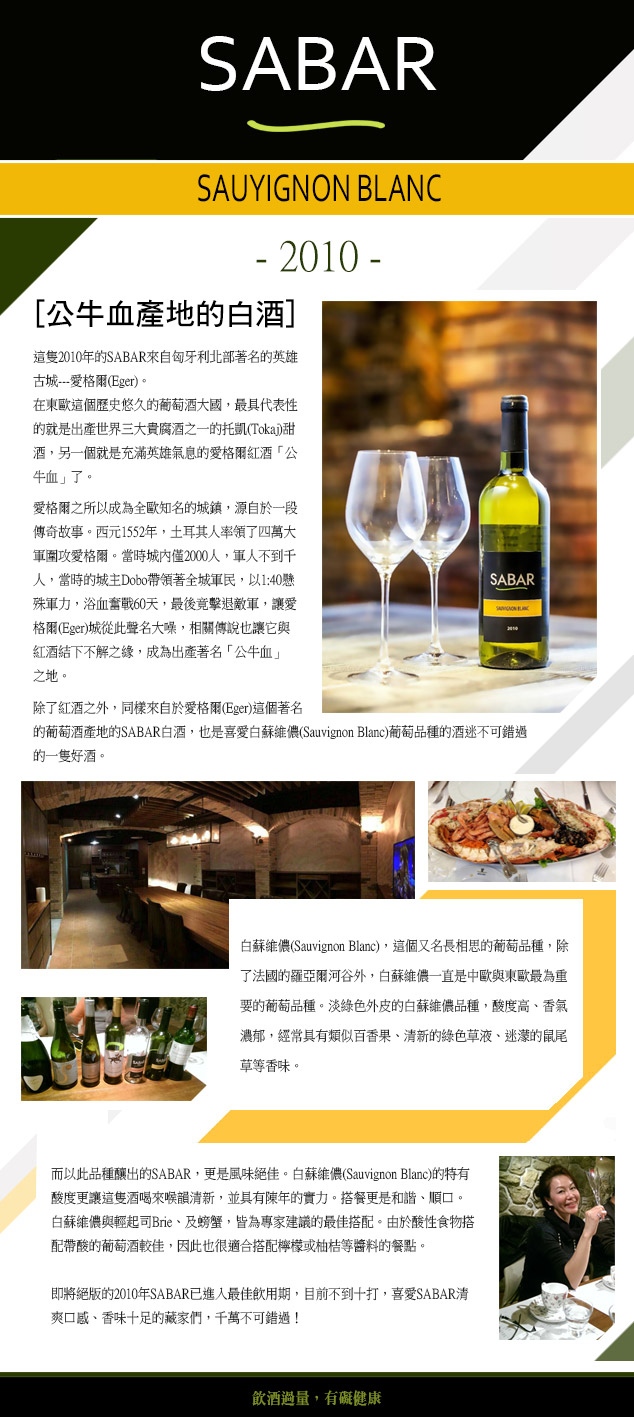 SABAR
SAUYIGNON BLANC
- 2010 -
[公牛血產地的白酒]
這隻2010年的SABAR來自匈牙利北部著名的英雄
古城---愛格爾(Eger)。
在東歐這個歷史悠久的葡萄酒大國，最具代表性
的就是出產世界三大貴腐酒之一的托凱(Tokaj)甜
酒，另一個就是充滿英雄氣息的愛格爾紅酒「公
牛血」了。
愛格爾之所以成為全歐知名的城鎮，源自於一段
傳奇故事。西元1552年，土耳其人率領了四萬大
軍圍攻愛格爾。當時城內僅2000人，軍人不到千
人，當時的城主Dobo帶領著全城軍民，以1:40懸
殊軍力，浴血奮戰60天，最後竟擊退敵軍，讓愛
格爾(Eger)城從此聲名大噪，相關傳說也讓它與
紅酒結下不解之緣，成為出產著名「公牛血」
之地。
除了紅酒之外，同樣來自於愛格爾(Eger)這個著名
的葡萄酒產地的SABAR白酒，也是喜愛白蘇維儂(Sauvignon Blanc)葡萄品種的酒迷不可錯過
的一隻好酒。
SABAR
SAUVIGNON BLANC
2010
白蘇維儂(Sauvignon Blanc)，這個又名長相思的葡萄品種，除
了法國的羅亞爾河谷外，白蘇維儂一直是中歐與東歐最為重
要的葡萄品種。淡綠色外皮的白蘇維儂品種，酸度高、香氣
濃郁，經常具有類似百香果、清新的綠色草液、迷濛的鼠尾
草等香味。
SABAR
而以此品種釀出的SABAR，更是風味絕佳。白蘇維儂(Sauvignon Blanc)的特有
酸度更讓這隻酒喝來喉韻清新，並具有陳年的實力。搭餐更是和諧、順口。
白蘇維儂與輕起司Brie、及螃蟹，皆為專家建議的最佳搭配。由於酸性食物搭
配帶酸的葡萄酒較佳，因此也很適合搭配檸檬或柚桔等醬料的餐點。
即將絕版的2010年SABAR已進入最佳飲用期，目前不到十打，喜愛SABAR清
爽口感、香味十足的藏家們，千萬不可錯過！
飲酒過量，有礙健康